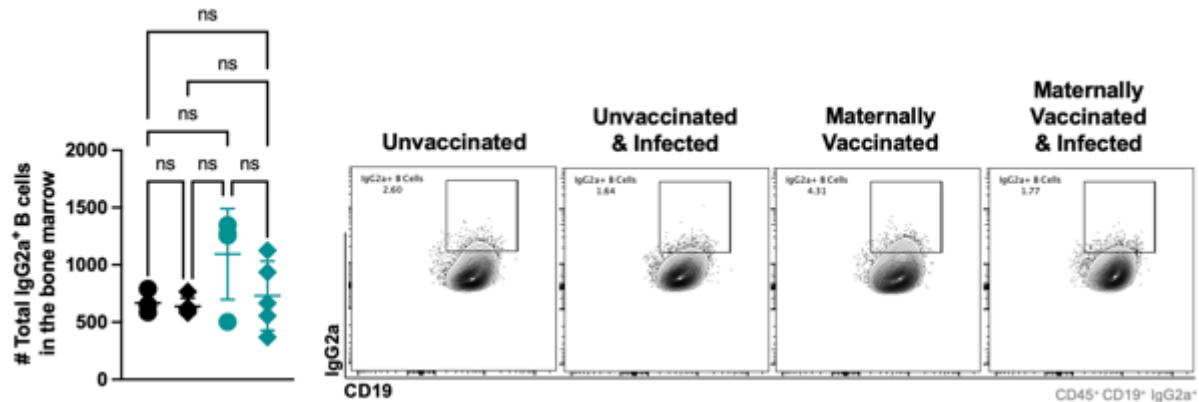 ns
ns
ns
ns
ns
ns
2000
1500
1000
500
0
# Total IgG2a⁺ B cells
in the bone marrow
Unvaccinated
Unvaccinated
& Infected
Maternally
Vaccinated
Maternally
Vaccinated
& Infected
IgG2a+ B Cells
2.60
IgG2a+ B Cells
1.64
IgG2a+ B Cells
4.31
IgG2a+ B Cells
1.77
IgG2a
CD19
CD45⁺ CD19⁺ IgG2a⁺